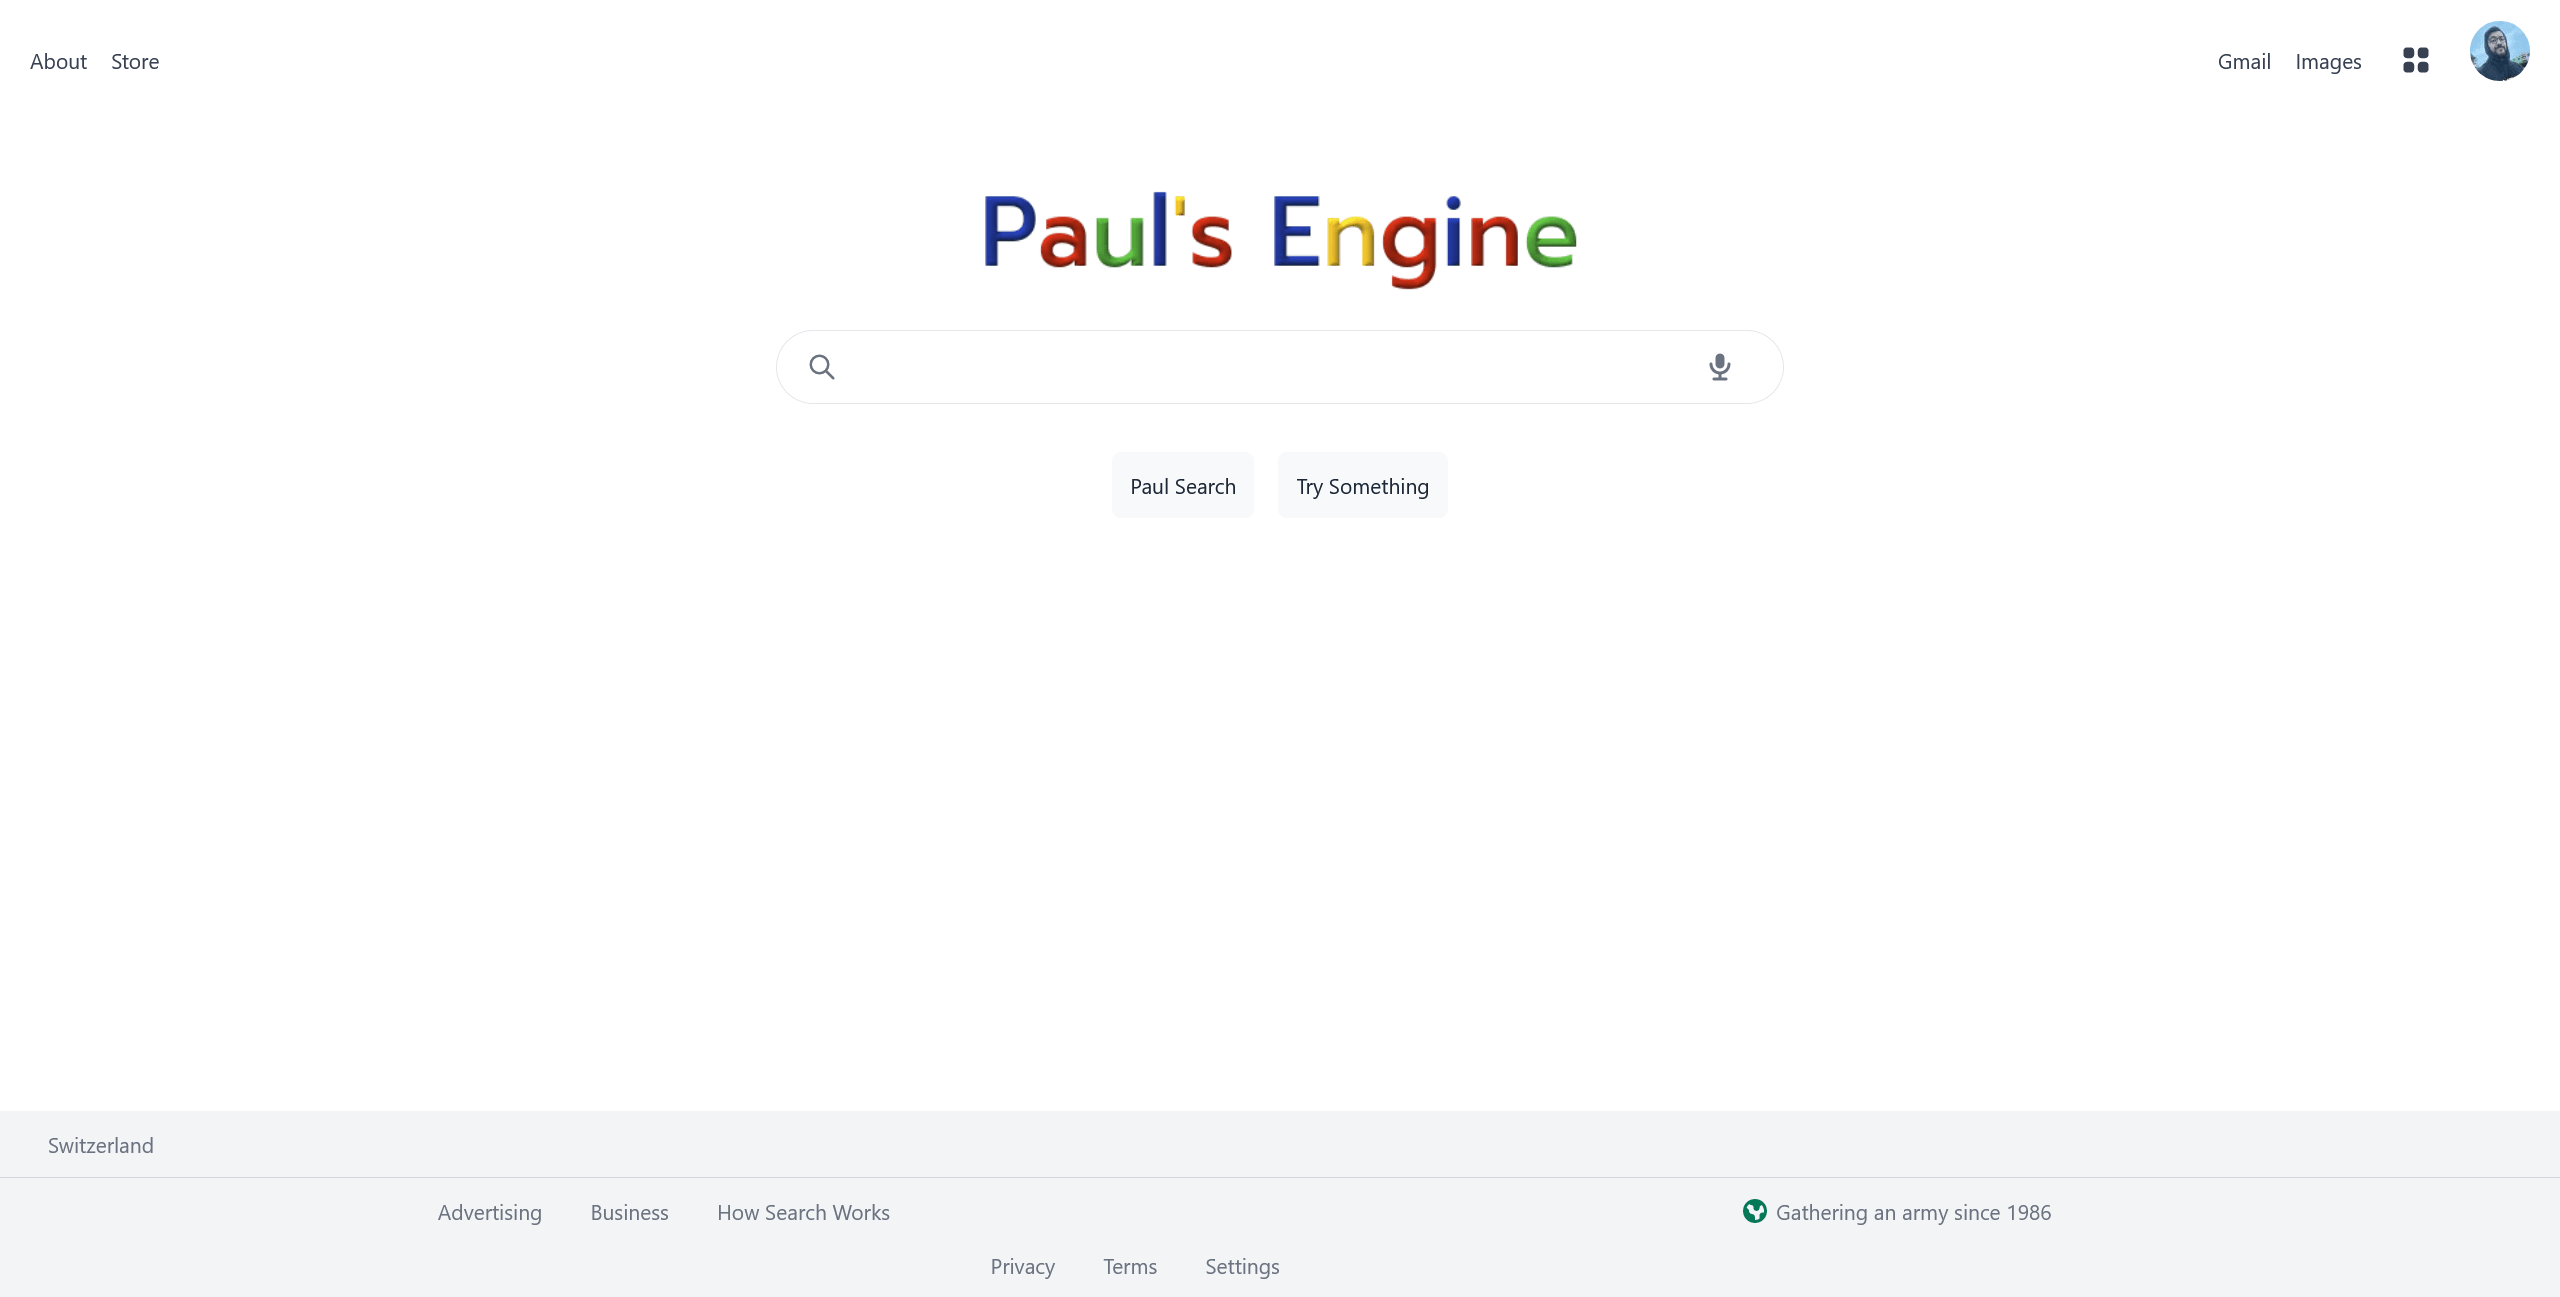 About Store Gmail Images
Paul's Engine
Paul Search Try Something
Switzerland
Advertising Business How Search Works Gathering an army since 1986
Privacy Terms Settings